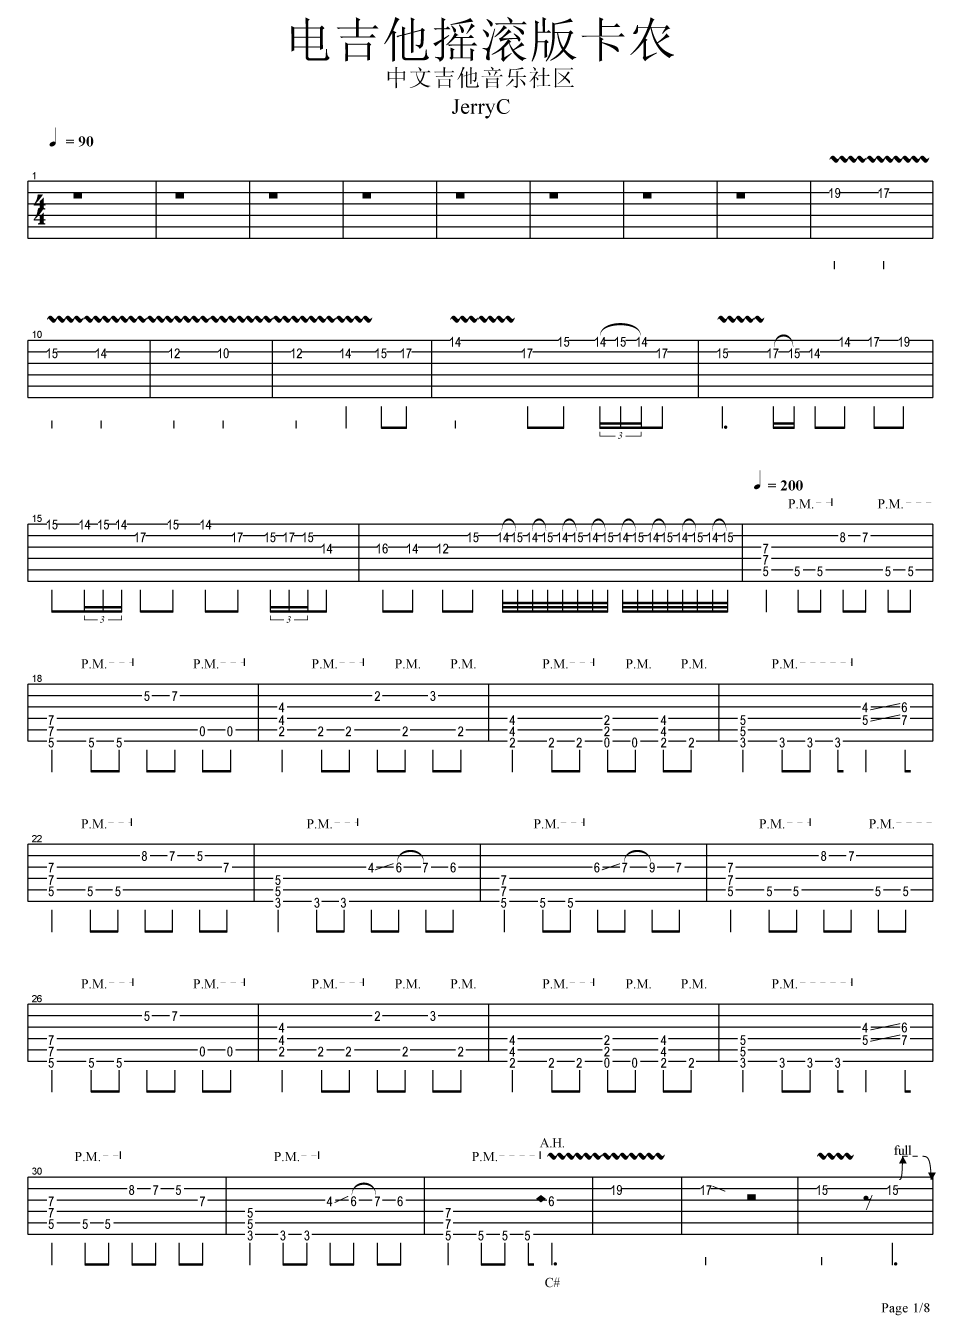 电吉他摇滚版卡农
中文吉他音乐社区
JerryC
♩ = 90
1
4
4
19 17
10
15 14 12 10 12 14 15 17 14 17 15 14 15 14 17 15 17 15 14 14 17 19
3
♩ = 200
P.M. P.M.
15
15 14 15 14 17 15 14 17 15 17 15 14 16 14 12 15 14 15 14 15 14 15 14 15 14 15 14 15 14 15 14 15 7 7 5 5 5 8 7 5 5
3 3
P.M. P.M. P.M. P.M. P.M. P.M. P.M. P.M. P.M.
18
7 7 5 5 5 5 7 0 0 4 4 2 2 2 2 2 3 2 4 4 2 2 2 2 2 0 0 4 4 2 2 5 5 3 3 3 3 4 5 6 7
P.M. P.M. P.M. P.M. P.M.
22
7 7 5 5 5 8 7 5 7 5 5 3 3 3 4 6 7 6 7 7 5 5 5 6 7 9 7 7 7 5 5 5 8 7 5 5
P.M. P.M. P.M. P.M. P.M. P.M. P.M. P.M. P.M.
26
7 7 5 5 5 5 7 0 0 4 4 2 2 2 2 2 3 2 4 4 2 2 2 2 2 0 0 4 4 2 2 5 5 3 3 3 3 4 5 6 7
P.M. P.M. P.M. A.H. full
30
7 7 5 5 5 8 7 5 7 5 5 3 3 3 4 6 7 6 7 7 5 5 5 5 6 19 17 15 15
C#
Page 1/8